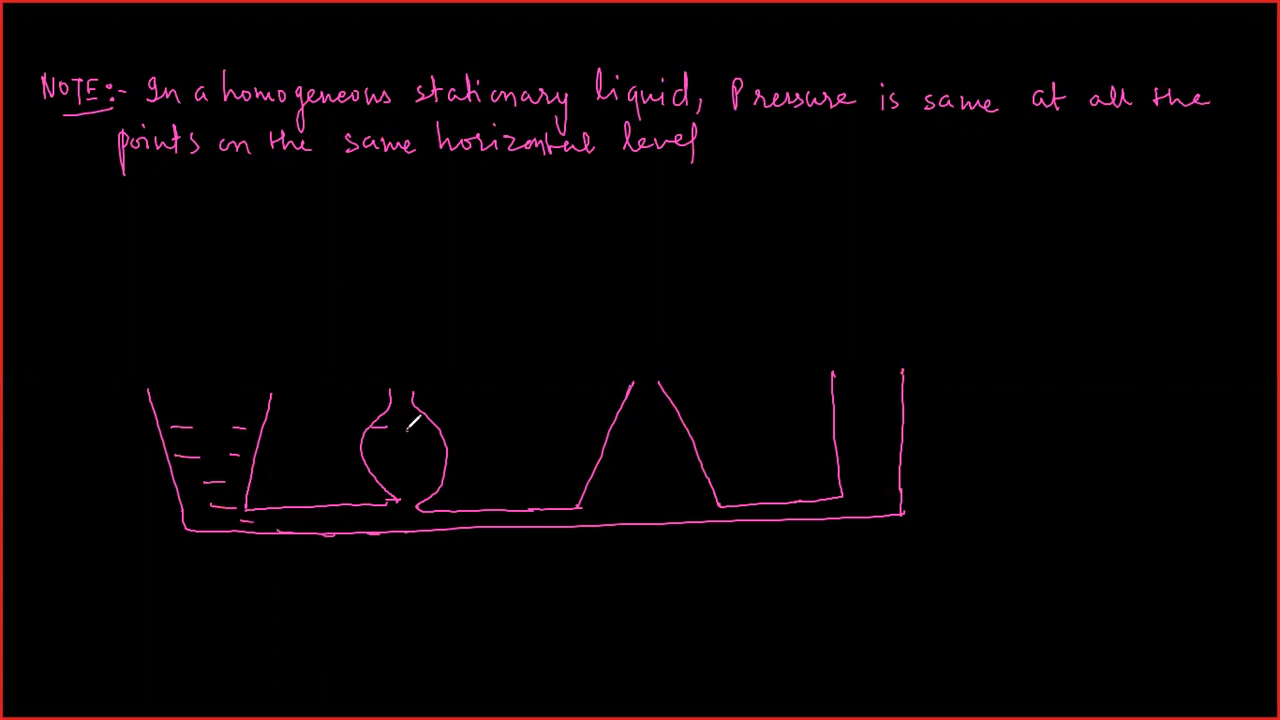 NOTE:- In a homogeneous stationary liquid, Pressure is same at all the
points on the same horizontal level